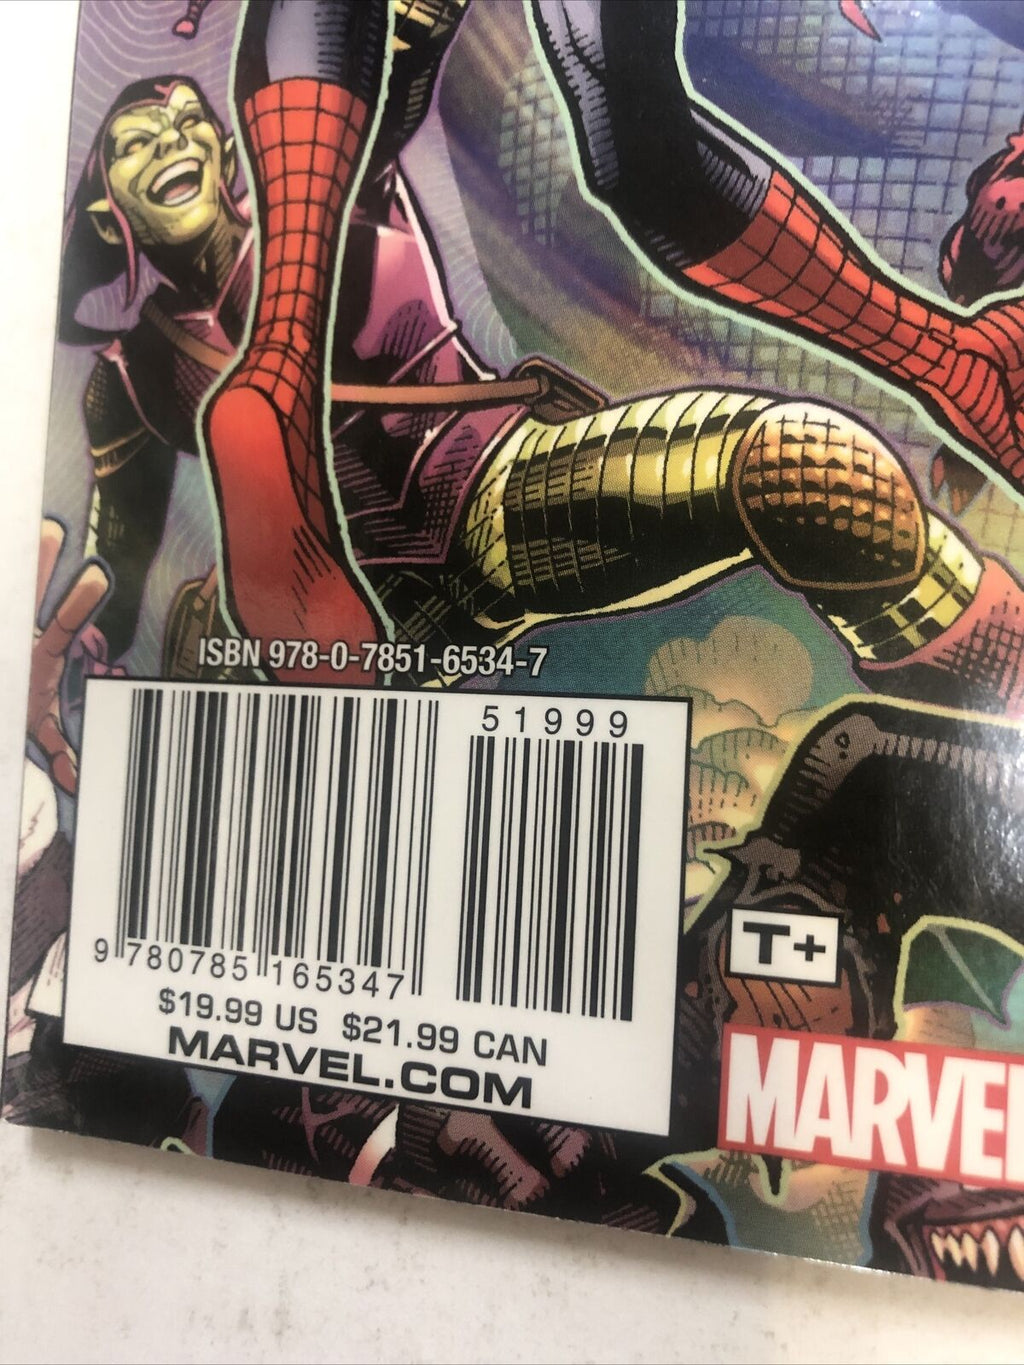 ISBN 978-0-7851-6534-7
51999
9 780785 165347
$19.99 US $21.99 CAN
MARVEL.COM
T+
MARVEL